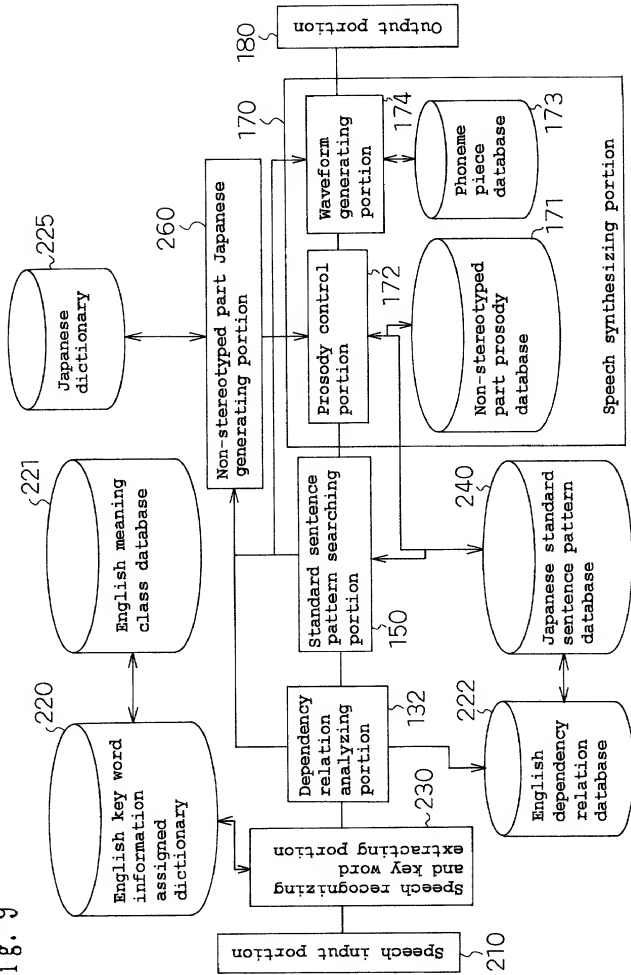 Fig. 9
210
Speech input portion
Speech recognizing
and key word
extracting portion
230
220
English key word
information
assigned
dictionary
221
English meaning
class database
225
Japanese
dictionary
Dependency
relation
analyzing
portion
132
222
English
dependency
relation
database
Standard sentence
pattern searching
portion
150
240
Japanese standard
sentence pattern
database
260
Non-stereotyped part Japanese
generating portion
170
Prosody control
portion
172
Non-stereotyped
part prosody
database
171
Waveform
generating
portion
174
Phoneme
piece
database
173
Speech synthesizing portion
180
Output portion